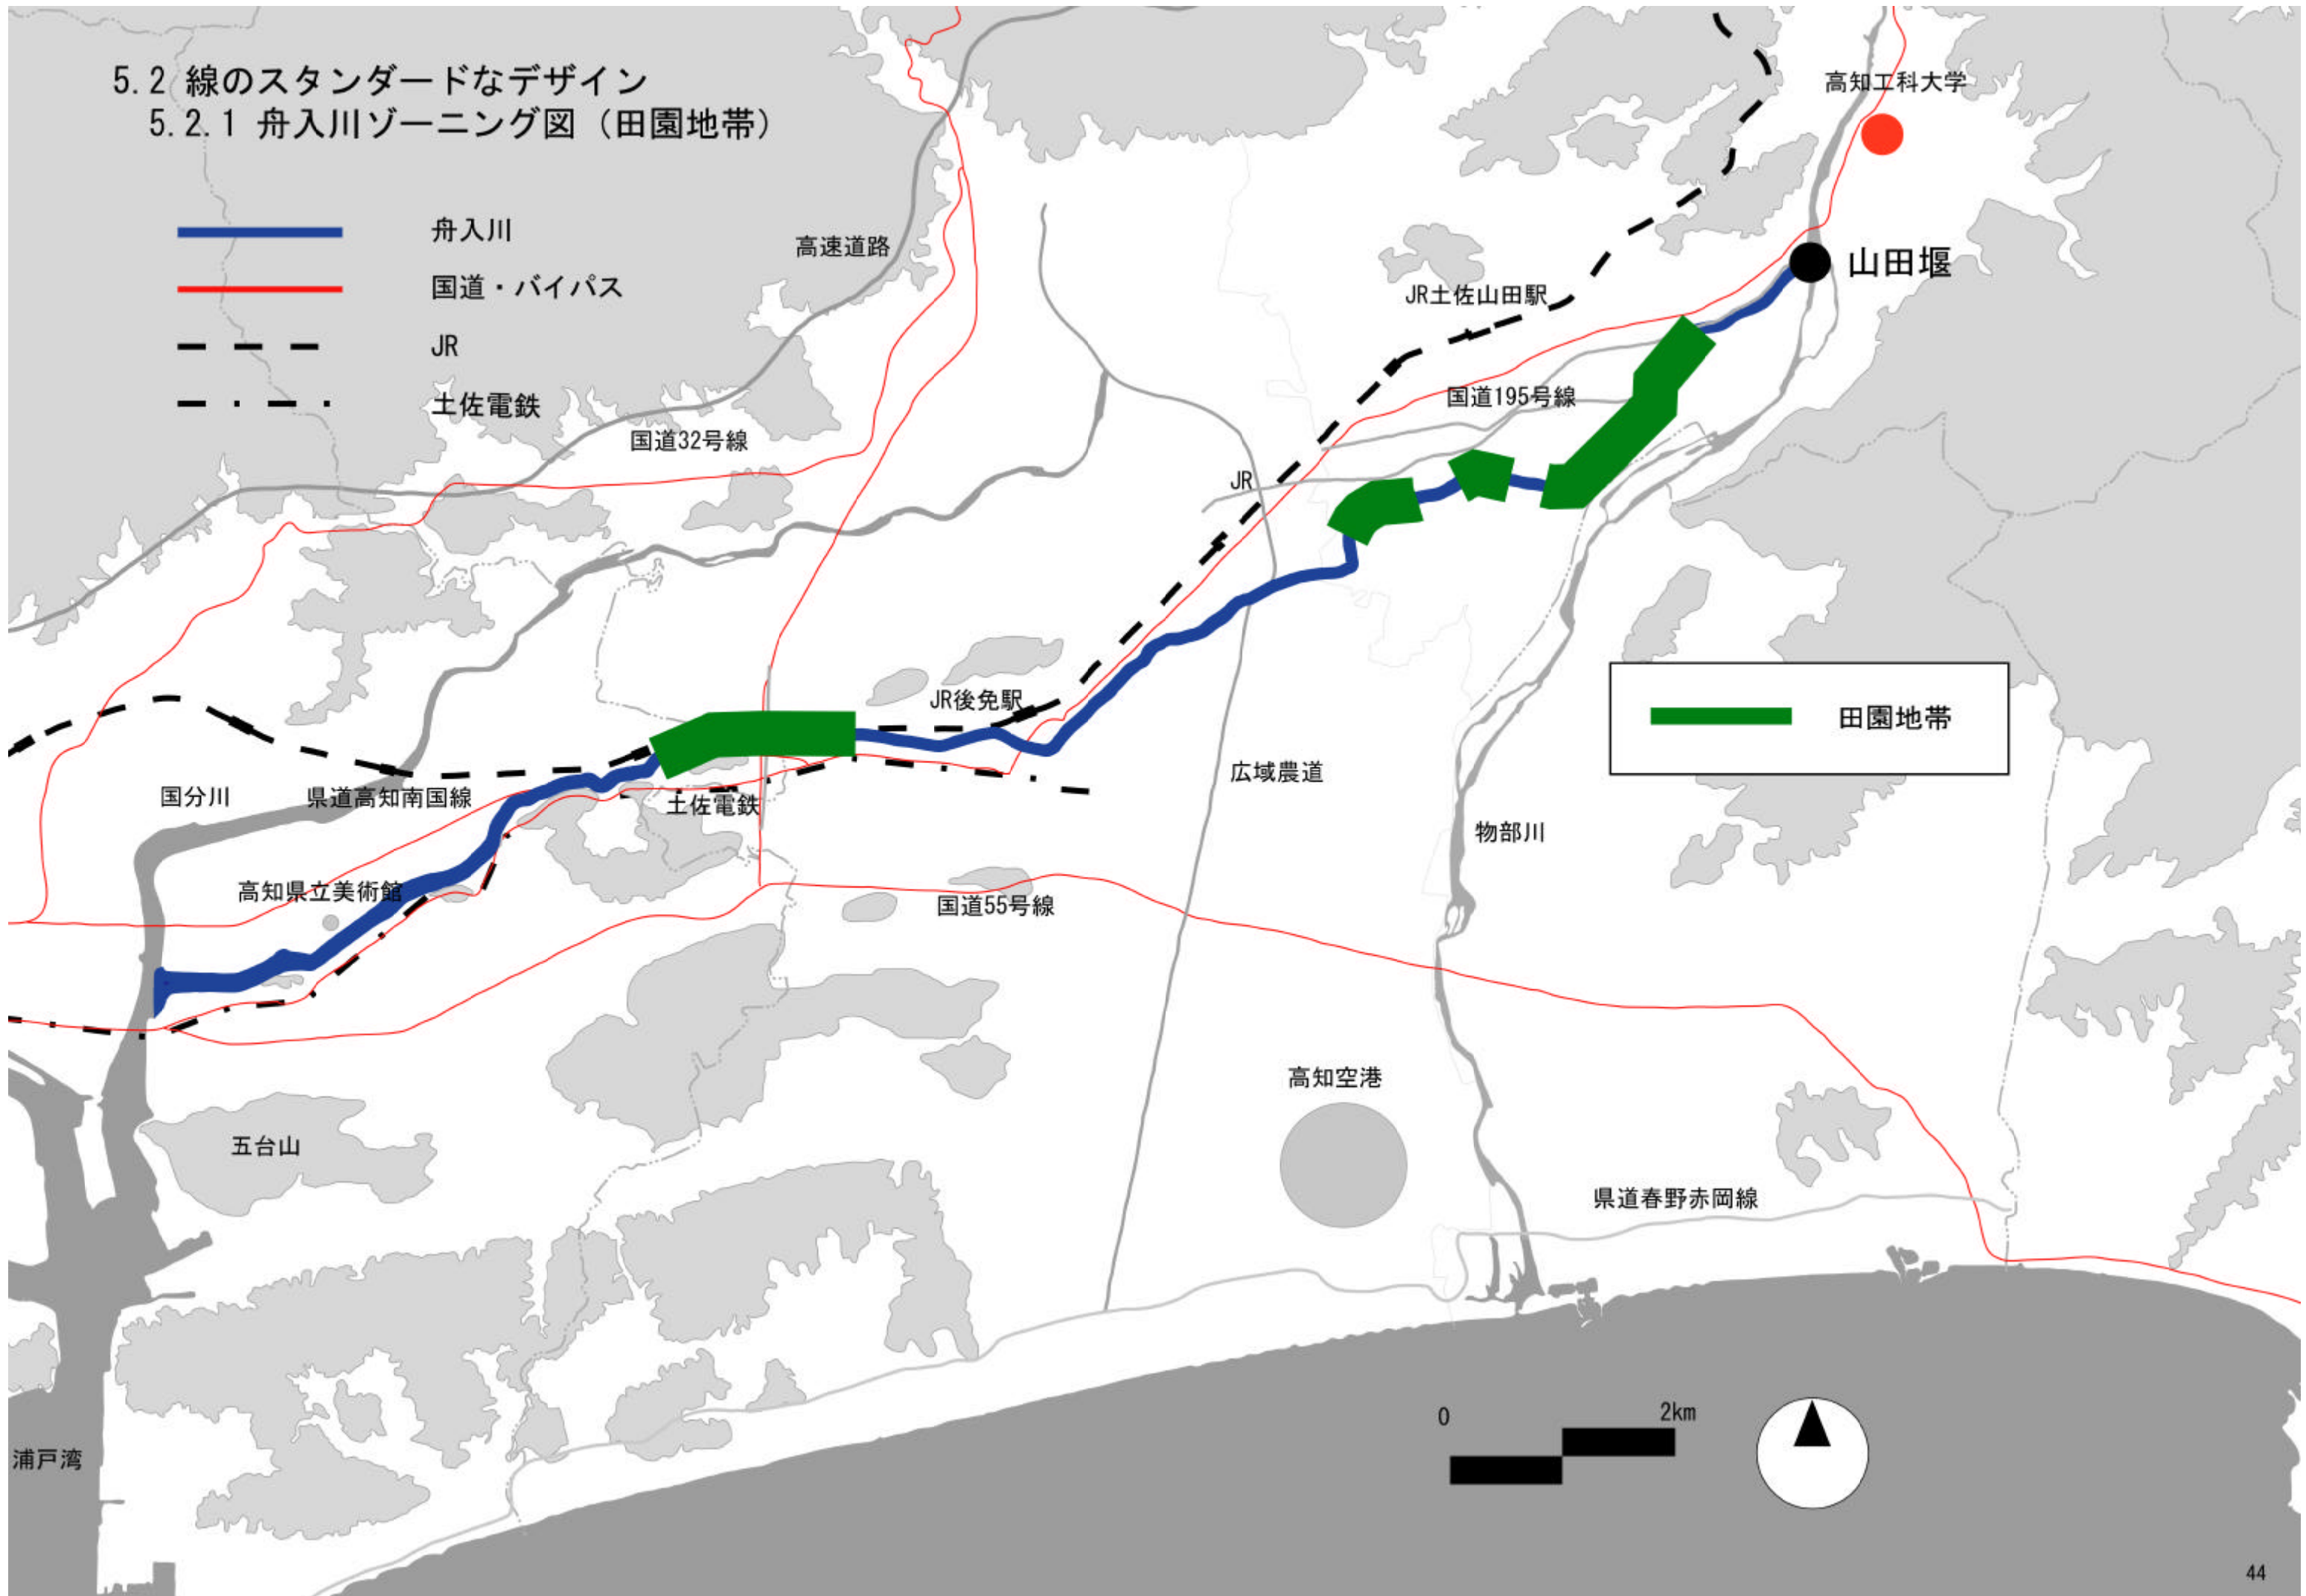 5.2 線のスタンダードなデザイン
5.2.1 舟入川ゾーニング図（田園地帯）
舟入川
国道・バイパス
JR
土佐電鉄
高知工科大学
高速道路
山田堰
JR土佐山田駅
国道195号線
国道32号線
JR
JR後免駅
田園地帯
広域農道
国分川
県道高知南国線
土佐電鉄
物部川
高知県立美術館
国道55号線
高知空港
五台山
県道春野赤岡線
0
2km
浦戸湾
44